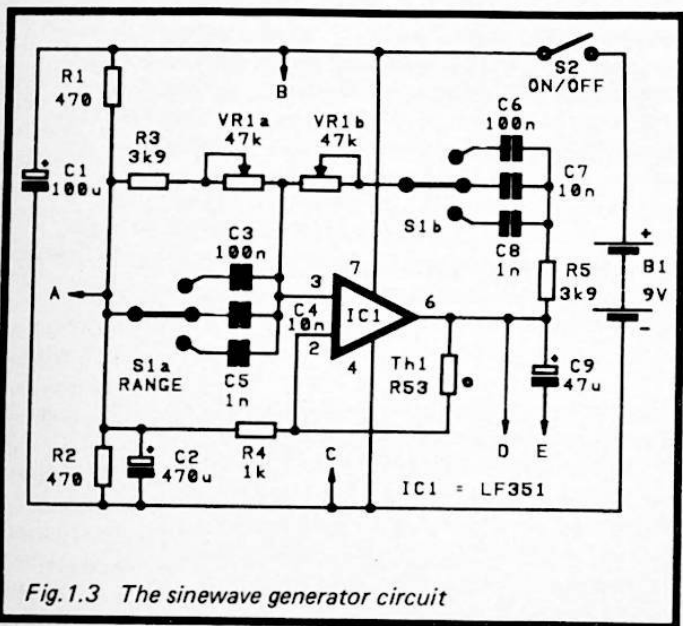 S2
ON/OFF
R1
470
B
VR1a
47k
VR1b
47k
C6
100n
R3
3k9
C1
+
100u
C7
10n
S1b
C3
100n
C8
1n
+
B1
9V
-
R5
3k9
A
7
3
C4
10n
IC1
6
2
4
S1a
RANGE
C5
1n
Th1
R53
+
C9
47u
R2
470
+
C2
470u
R4
1k
C
D
E
IC1 = LF351
Fig.1.3 The sinewave generator circuit